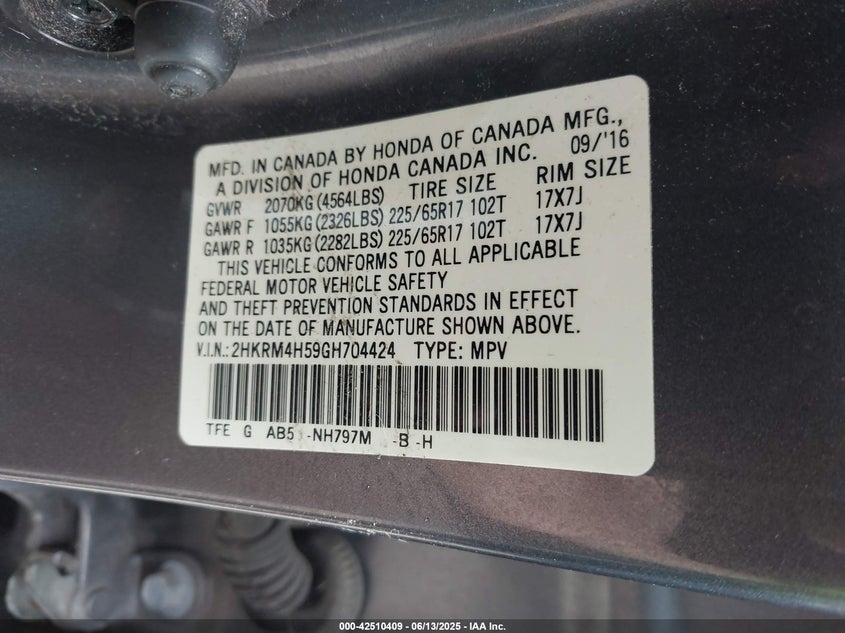 MFD. IN CANADA BY HONDA OF CANADA MFG.,
A DIVISION OF HONDA CANADA INC. 09/'16
GVWR 2070KG(4564LBS) TIRE SIZE RIM SIZE
GAWR F 1055KG(2326LBS) 225/65R17 102T 17X7J
GAWR R 1035KG(2282LBS) 225/65R17 102T 17X7J
THIS VEHICLE CONFORMS TO ALL APPLICABLE
FEDERAL MOTOR VEHICLE SAFETY
AND THEFT PREVENTION STANDARDS IN EFFECT
ON THE DATE OF MANUFACTURE SHOWN ABOVE.
V.I.N.: 2HKRM4H59GH704424 TYPE: MPV
TFE G AB5 -NH797M -B -H
000-42510409 - 06/13/2025 - IAA Inc.